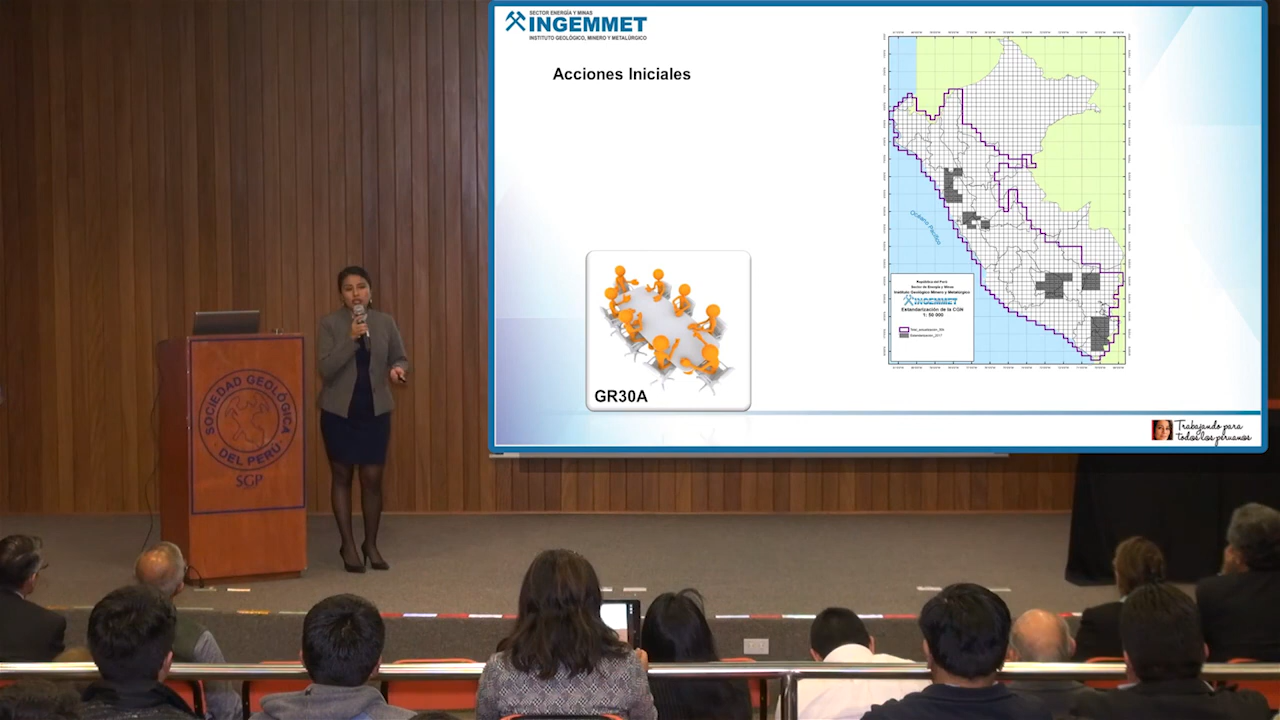 SECTOR ENERGÍA Y MINAS
INGEMMET
INSTITUTO GEOLÓGICO, MINERO Y METALÚRGICO
Acciones Iniciales
Océano Pacífico
República del Perú
Sector de Energía y Minas
Instituto Geológico Minero y Metalúrgico
INGEMMET
Estandarización de la CGN
1: 50 000
GR30A
Trabajando para
todos los peruanos
SOCIEDAD GEOLÓGICA
DEL PERÚ
SGP